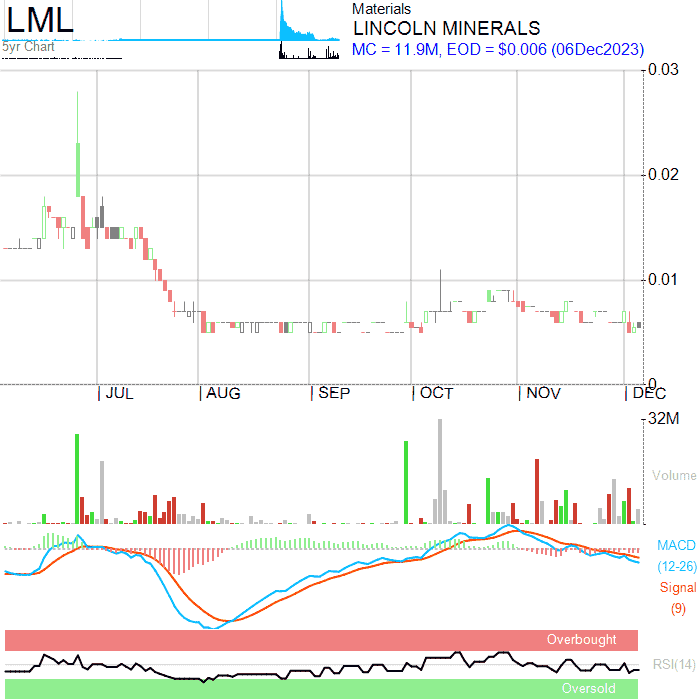 LML
5yr Chart
Materials
LINCOLN MINERALS
MC = 11.9M, EOD = $0.006 (06Dec2023)
0.03
0.02
0.01
0
JUL AUG SEP OCT NOV DEC
32M
Volume
MACD
(12-26)
Signal
(9)
Overbought
RSI(14)
Oversold